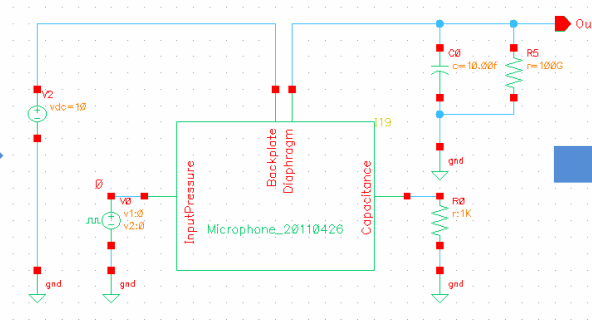 Ou
C0
c=10.00f
R5
r=100G
V2
vdc=10
I19
gnd
Backplate
Diaphragm
InputPressure
Capacitance
Microphone_20110426
0
V0
v1:0
v2:0
R0
r:1K
gnd
gnd
gnd